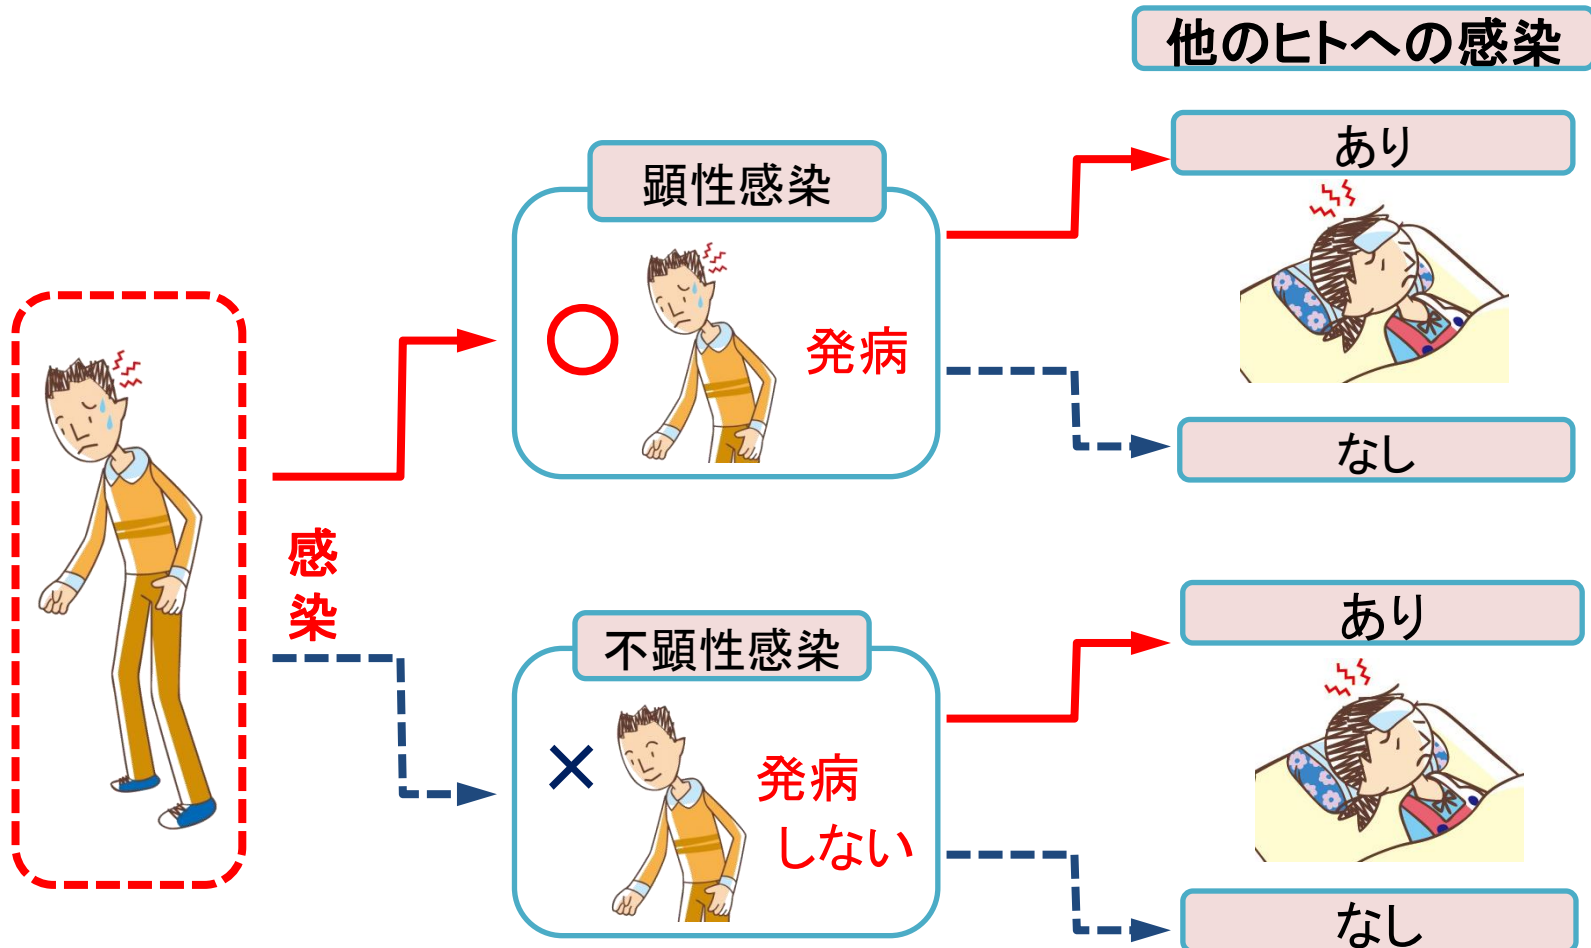 他のヒトへの感染
あり
顕性感染
発病
なし
感
染
あり
不顕性感染
×
発病
しない
なし